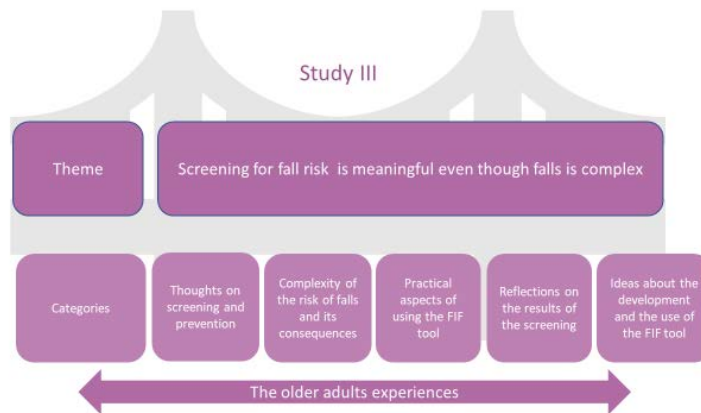 Study III
Theme
Screening for fall risk is meaningful even though falls is complex
Categories
Thoughts on
screening and
prevention
Complexity of
the risk of falls
and its
consequences
Practical
aspects of
using the FIF
tool
Reflections on
the results of
the screening
Ideas about the
development
and the use of
the FIF tool
The older adults experiences